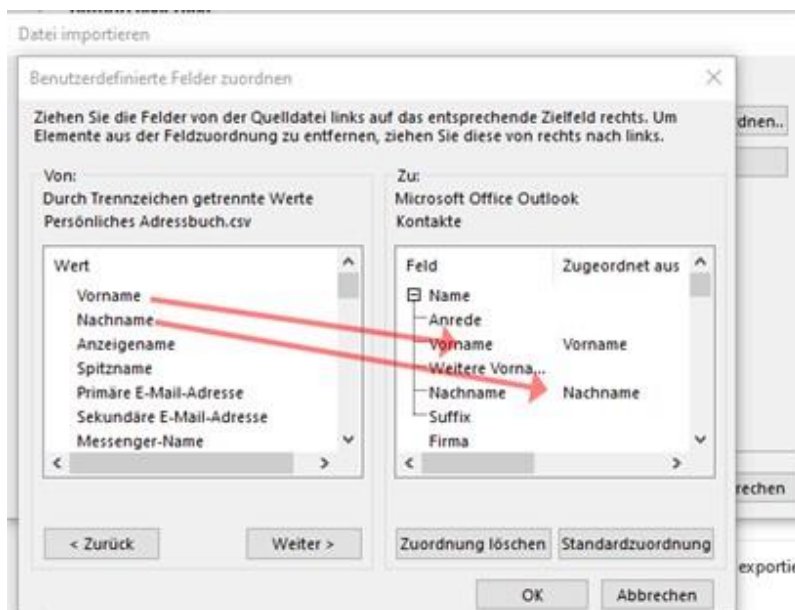 Datei importieren
Benutzerdefinierte Felder zuordnen
Ziehen Sie die Felder von der Quelldatei links auf das entsprechende Zielfeld rechts. Um
Elemente aus der Feldzuordnung zu entfernen, ziehen Sie diese von rechts nach links.
dnen..
Von:
Durch Trennzeichen getrennte Werte
Persönliches Adressbuch.csv
Wert
Vorname
Nachname
Anzeigename
Spitzname
Primäre E-Mail-Adresse
Sekundäre E-Mail-Adresse
Messenger-Name
Zu:
Microsoft Office Outlook
Kontakte
Feld Zugeordnet aus
Name
Anrede
Vorname Vorname
Weitere Vorna...
Nachname Nachname
Suffix
Firma
rechen
< Zurück Weiter > Zuordnung löschen Standardzuordnung
exportie
OK Abbrechen